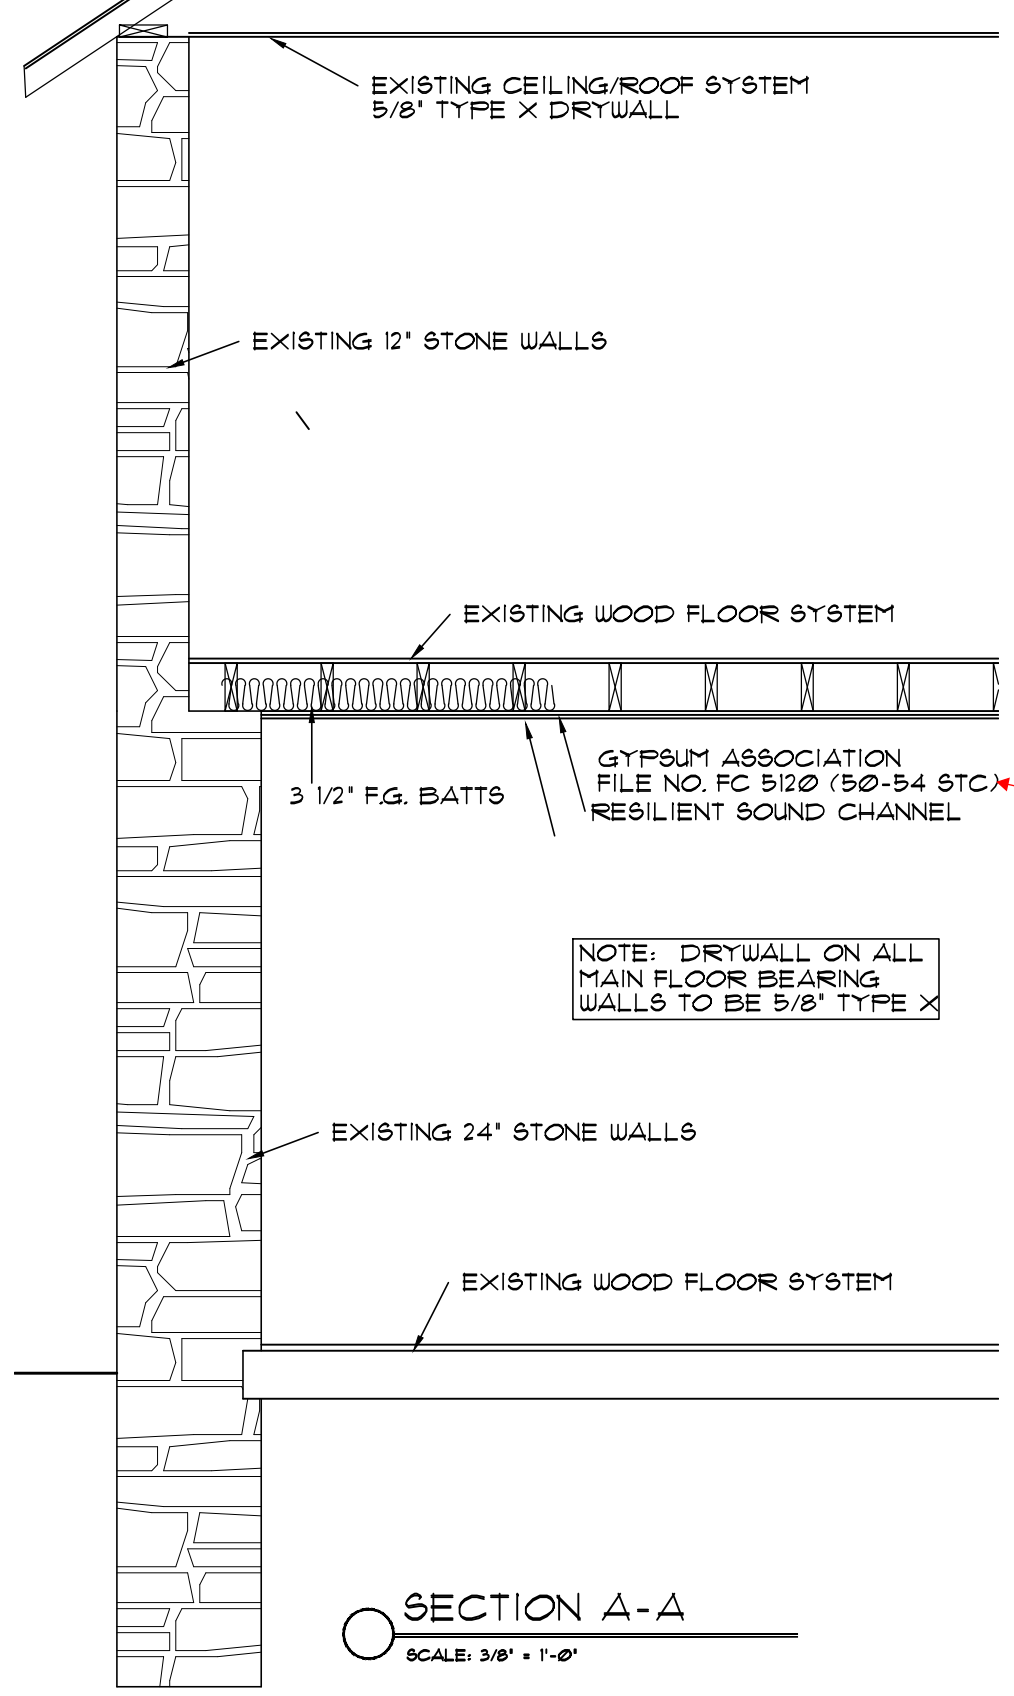 EXISTING CEILING/ROOF SYSTEM
5/8" TYPE X DRYWALL
EXISTING 12" STONE WALLS
EXISTING WOOD FLOOR SYSTEM
GYPSUM ASSOCIATION
FILE NO. FC 5120 (50-54 STC)
3 1/2" F.G. BATTS
RESILIENT SOUND CHANNEL
NOTE: DRYWALL ON ALL
MAIN FLOOR BEARING
WALLS TO BE 5/8" TYPE X
EXISTING 24" STONE WALLS
EXISTING WOOD FLOOR SYSTEM
SECTION A-A
SCALE: 3/8" = 1'-0"